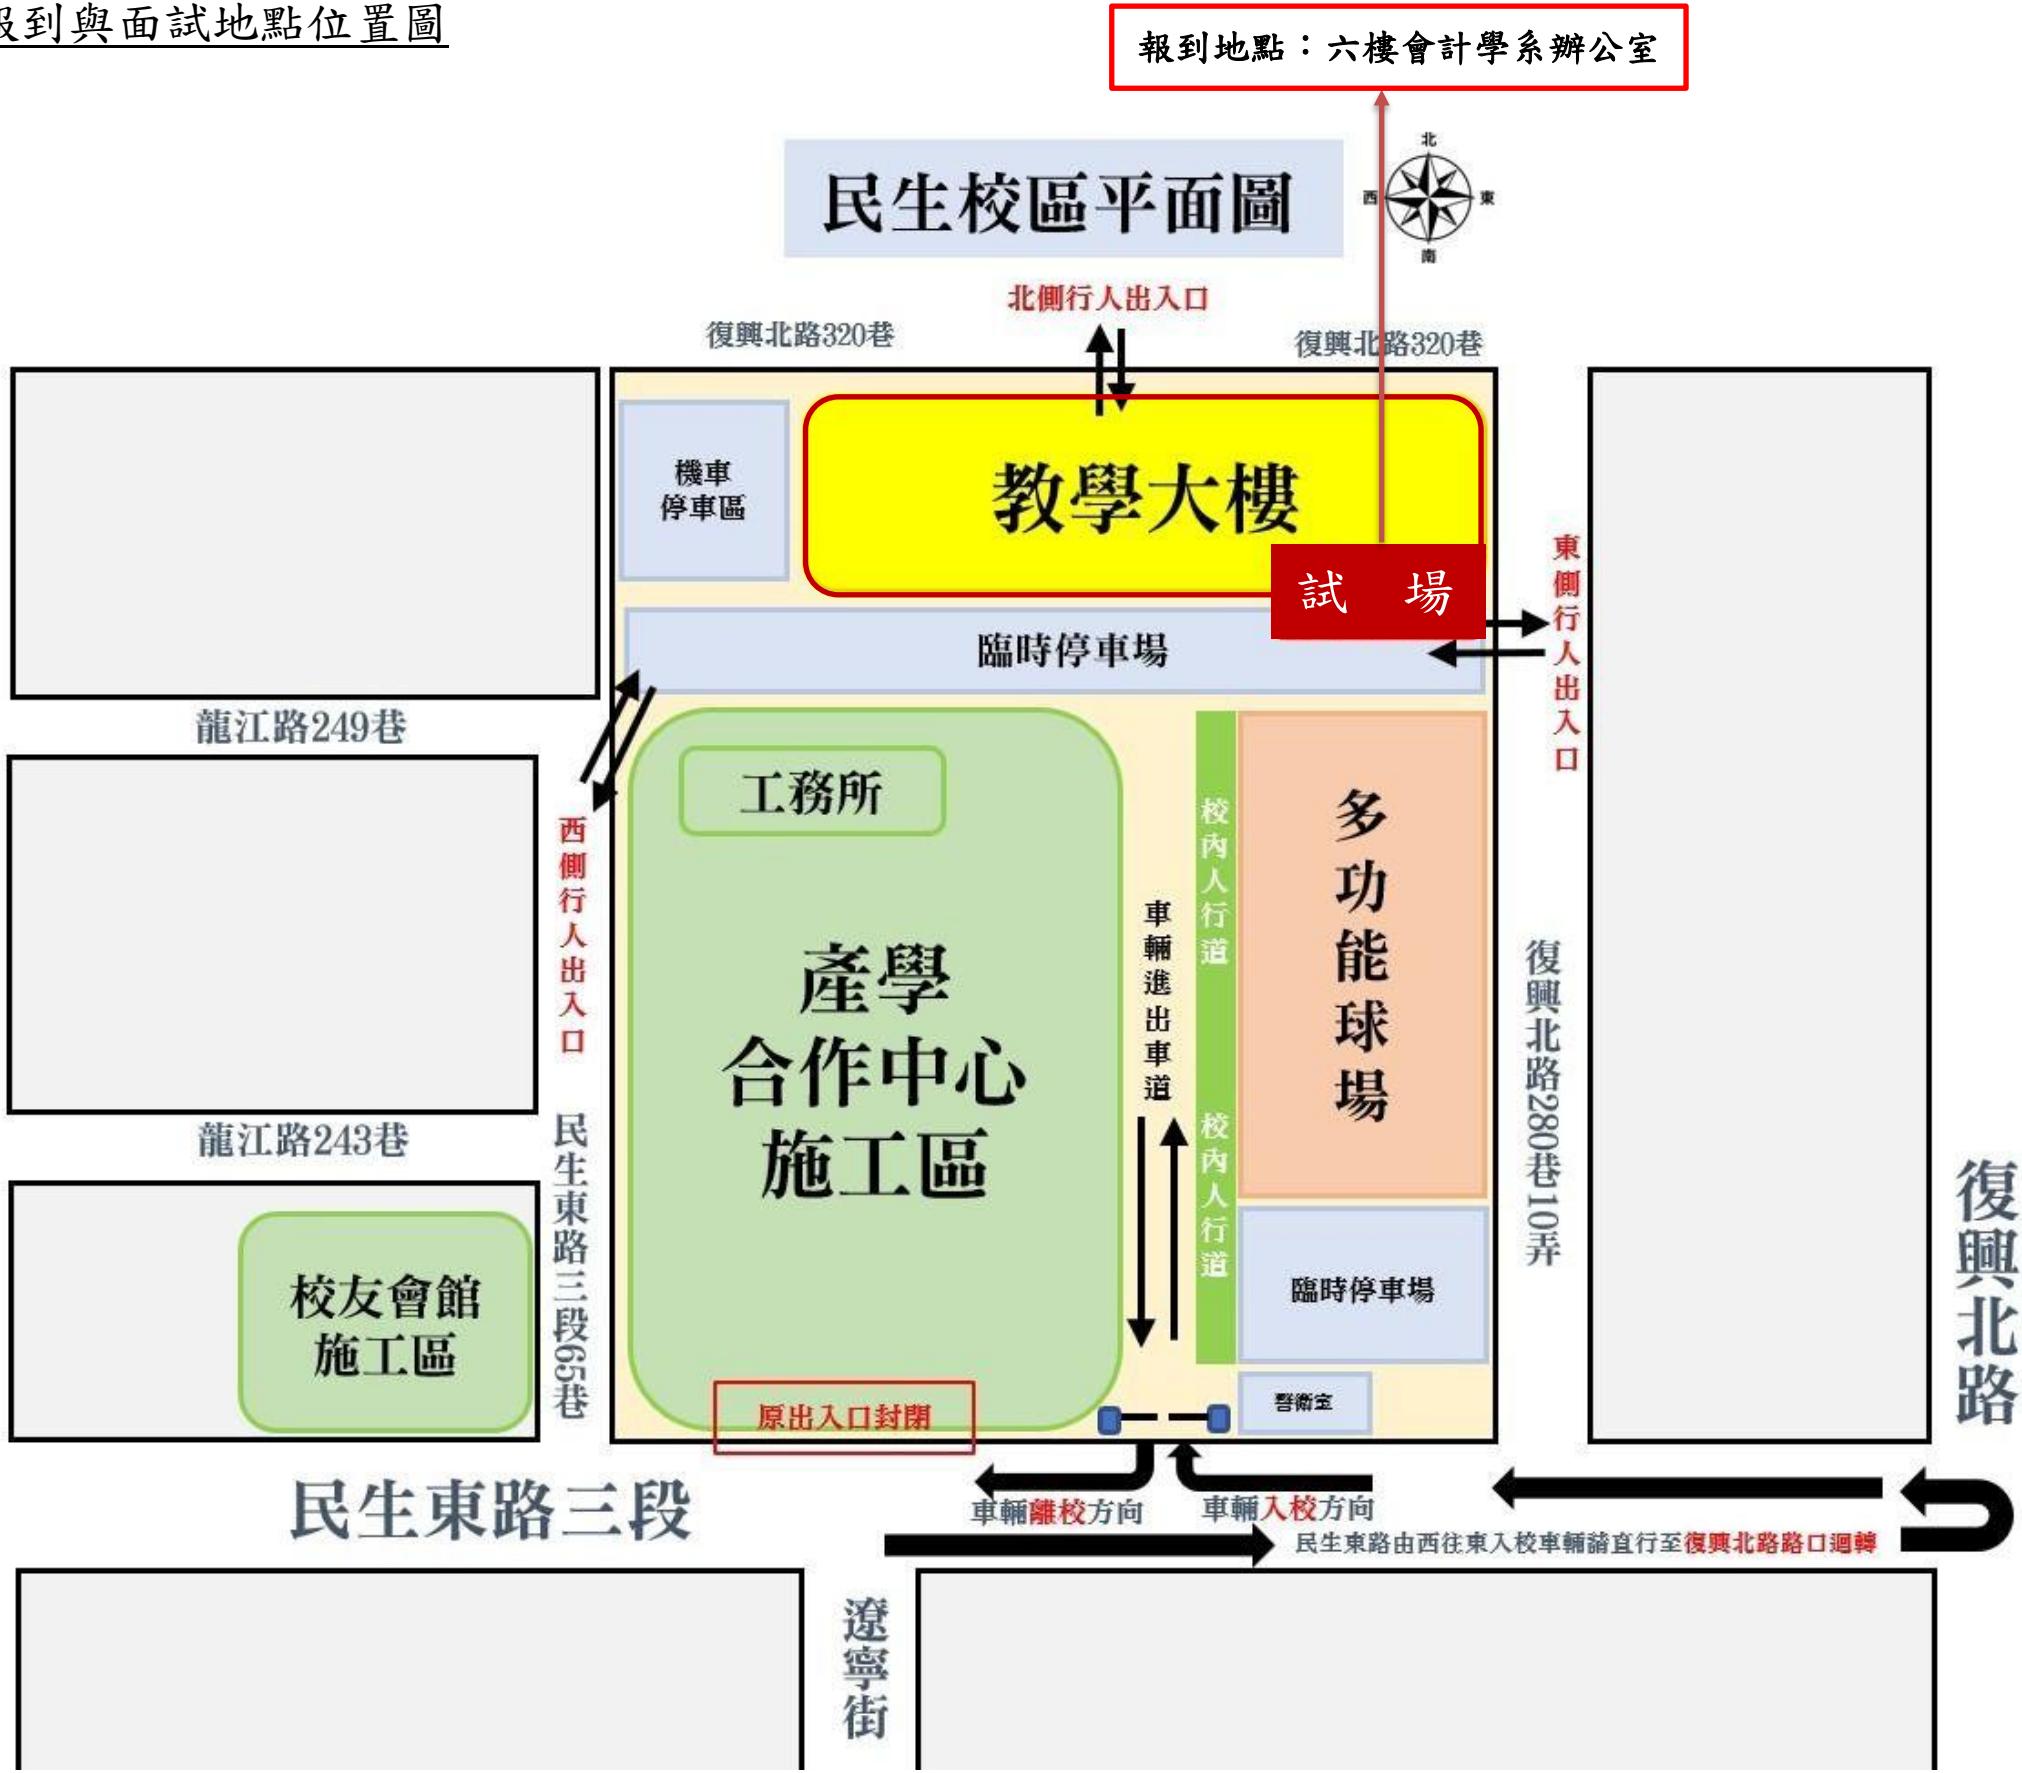 報到與面試地點位置圖
報到地點：六樓會計學系辦公室
民生校區平面圖
北
西
東
南
北側行人出入口
復興北路320巷
復興北路320巷
機車
停車區
教學大樓
試 場
臨時停車場
東側行人出入口
龍江路249巷
工務所
西側行人出入口
產學
合作中心
施工區
車輛進出車道
校內人行道
校內人行道
多功能球場
復興北路280巷10弄
龍江路243巷
民生東路三段65巷
校友會館
施工區
臨時停車場
警衛室
原出入口封閉
復興北路
民生東路三段
車輛離校方向
車輛入校方向
民生東路由西往東入校車輛請直行至復興北路路口迴轉
遼寧街